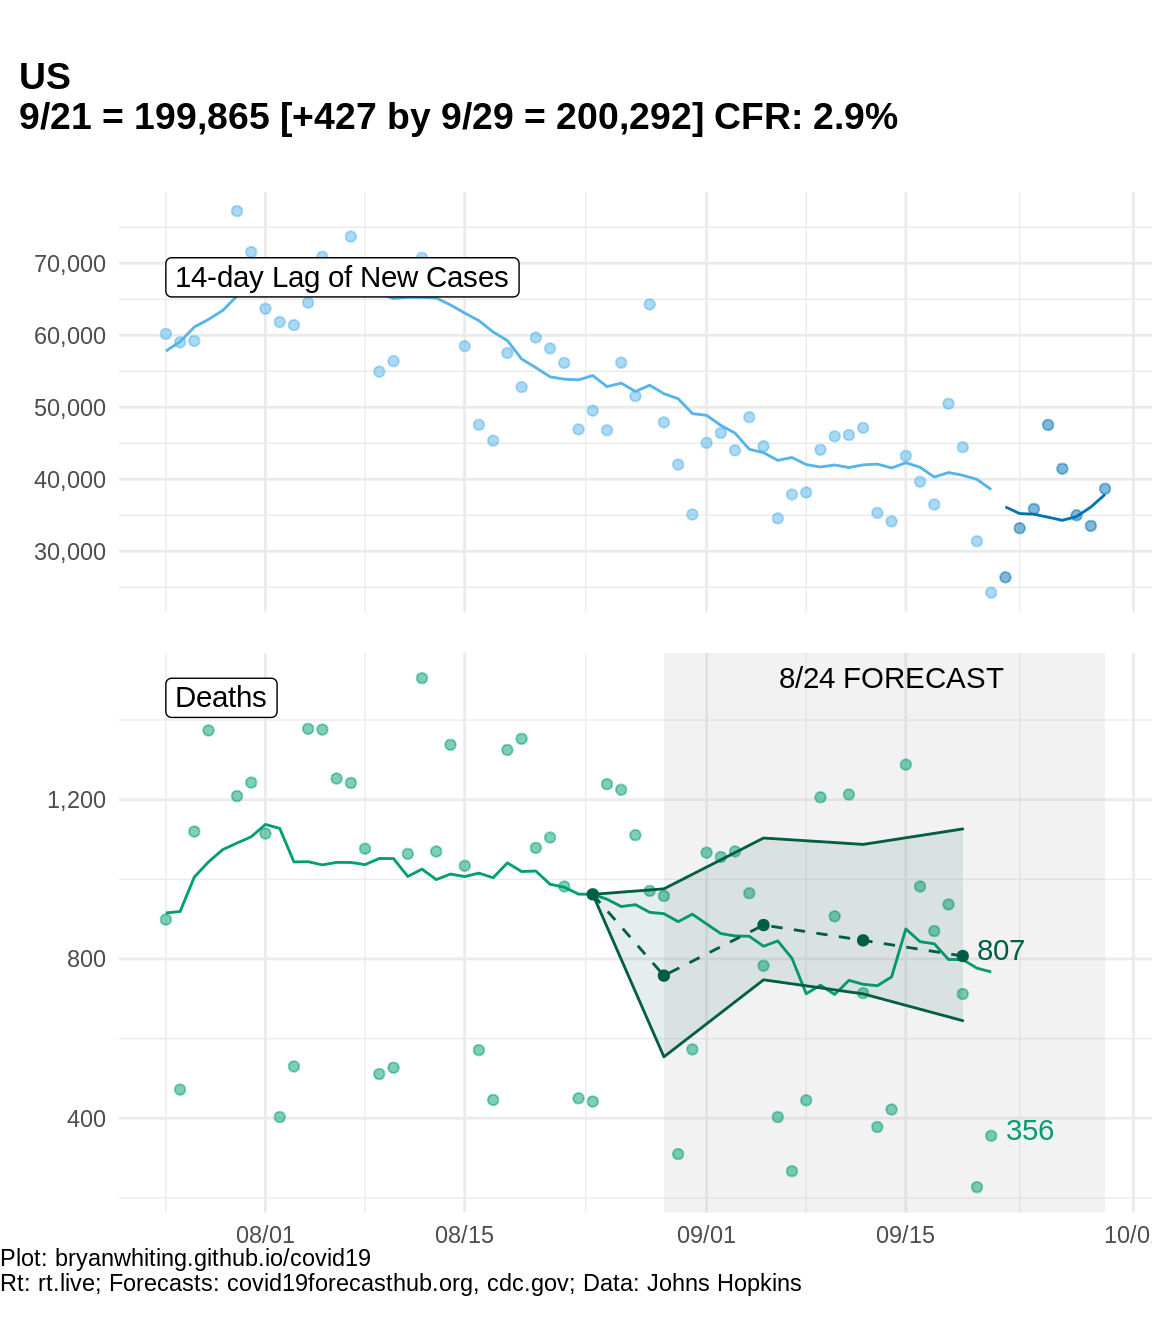 US
9/21 = 199,865 [+427 by 9/29 = 200,292] CFR: 2.9%
70,000
14-day Lag of New Cases
60,000
50,000
40,000
30,000
8/24 FORECAST
Deaths
1,200
800
807
400
356
08/01 08/15 09/01 09/15 10/0
Plot: bryanwhiting.github.io/covid19
Rt: rt.live; Forecasts: covid19forecasthub.org, cdc.gov; Data: Johns Hopkins